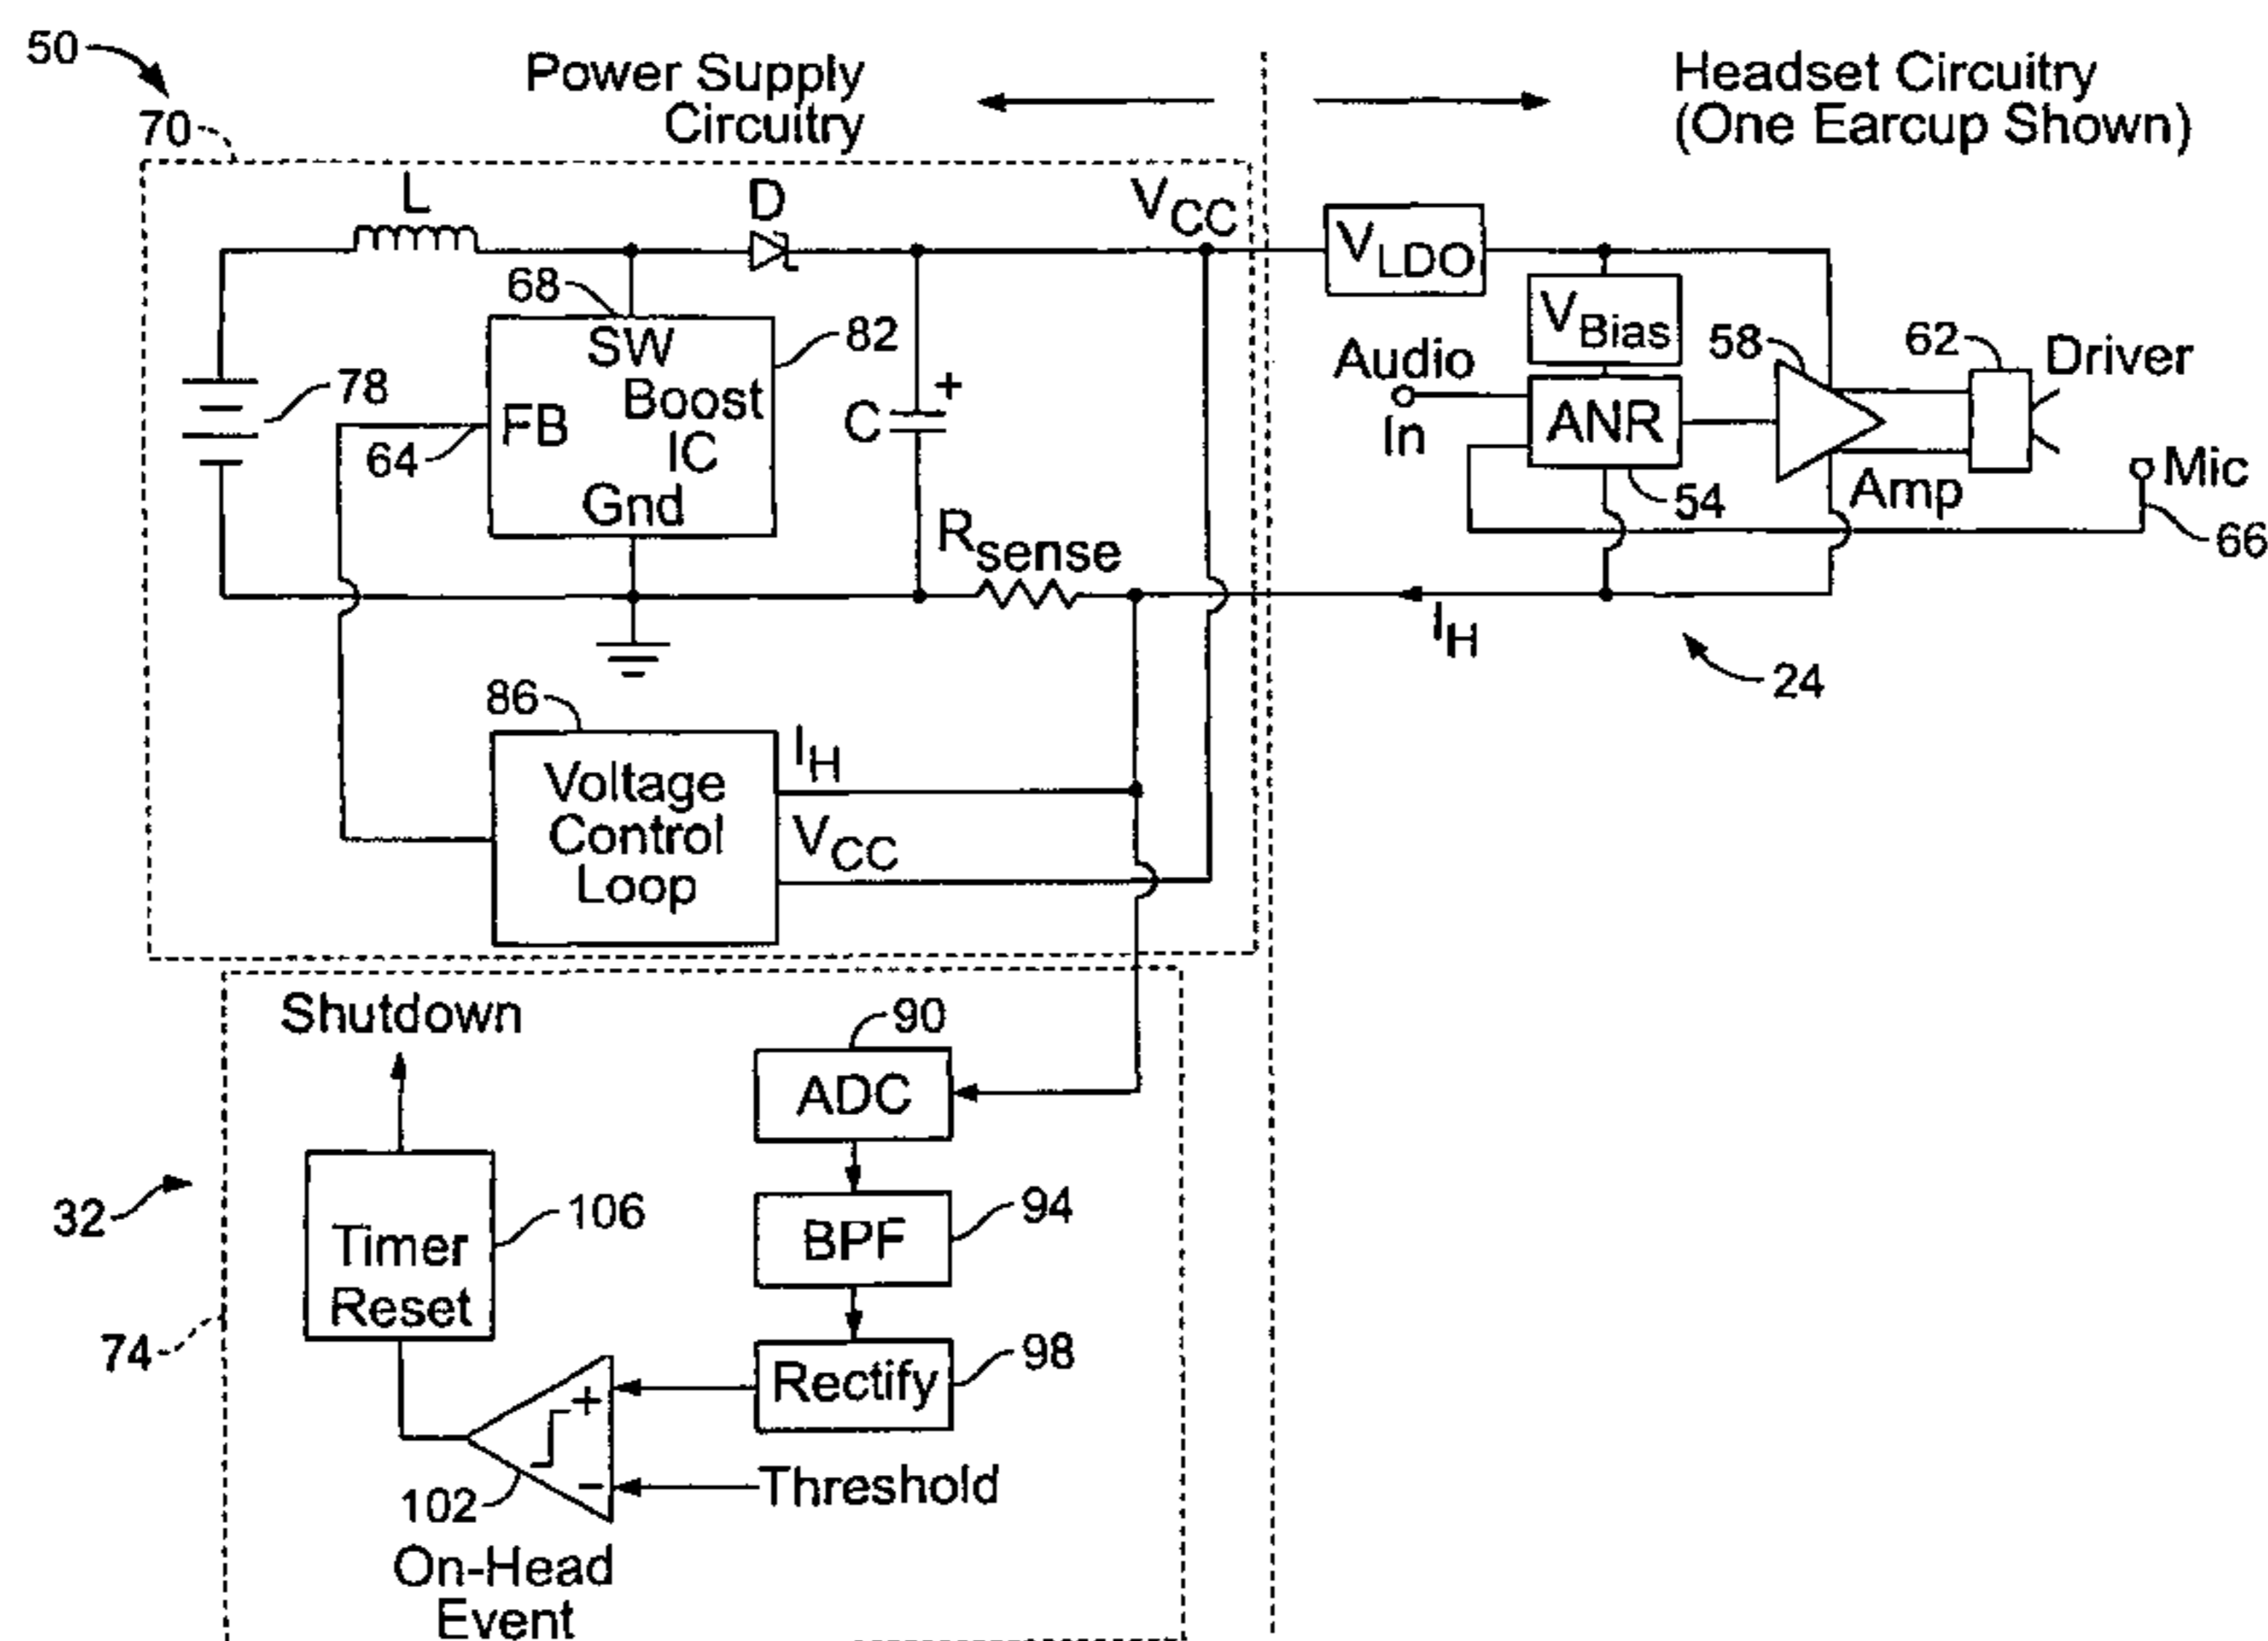 50
Power Supply
Circuitry
Headset Circuitry
(One Earcup Shown)
70
L
D
VCC
VLDO
68
SW
82
VBias
58
62
Driver
Audio
In
78
FB
Boost
IC
+
C
ANR
64
Mic
Gnd
54
Amp
Rsense
66
IH
24
86
Voltage
Control
Loop
IH
VCC
Shutdown
90
ADC
32
106
94
BPF
Timer
Reset
74
98
Rectify
+
−
Threshold
102
On-Head
Event